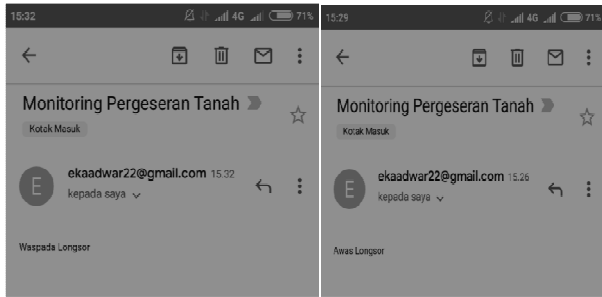 15:32 4G 71%
Monitoring Pergeseran Tanah
Kotak Masuk
E
ekaadwar22@gmail.com 15.32
kepada saya
Waspada Longsor
15:29 4G 71%
Monitoring Pergeseran Tanah
Kotak Masuk
E
ekaadwar22@gmail.com 15.26
kepada saya
Awas Longsor